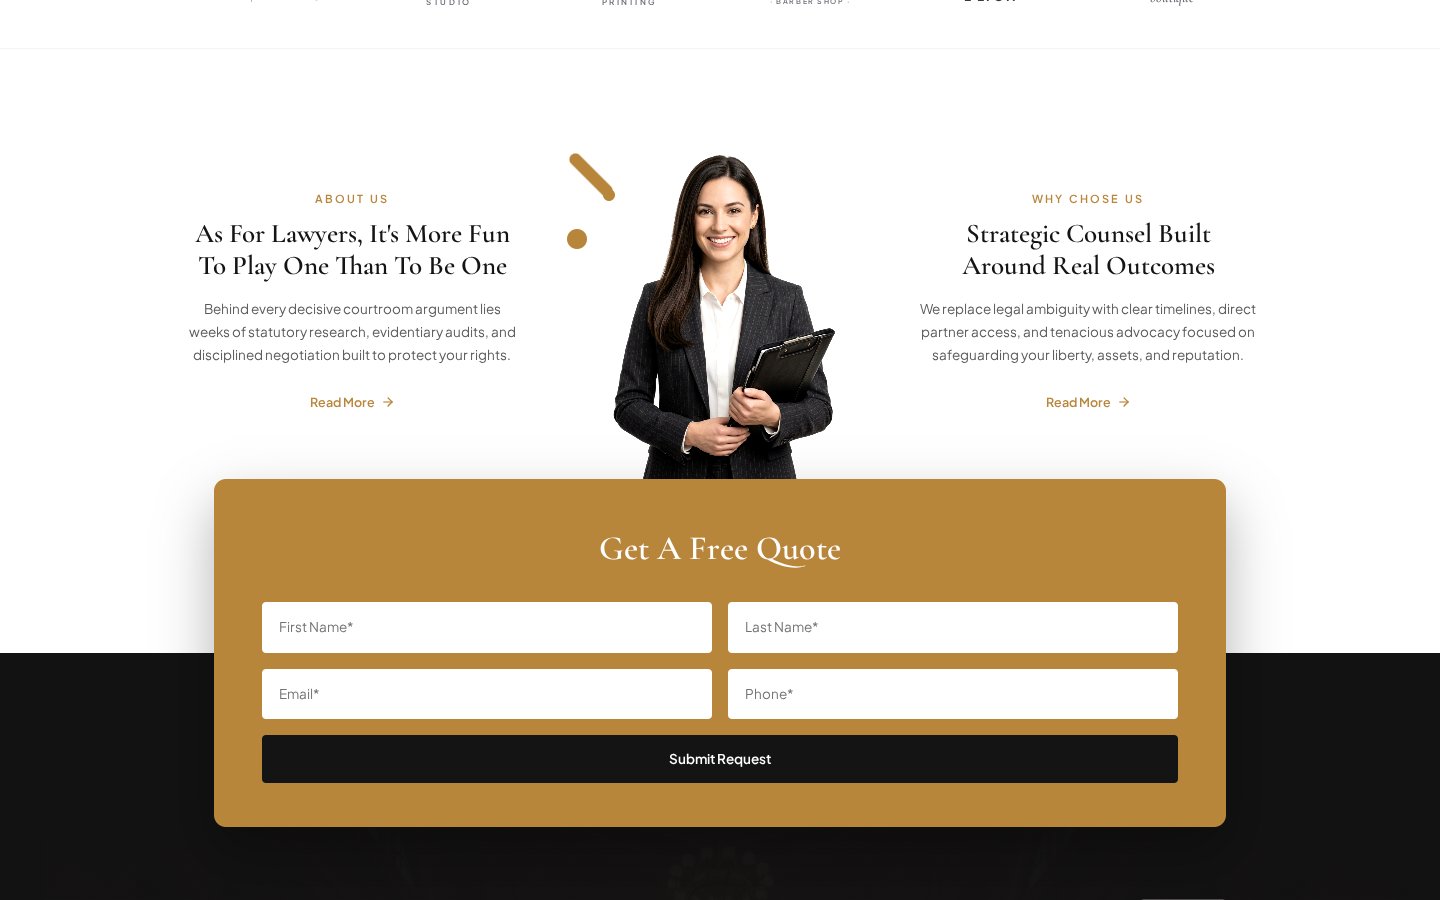 STUDIO
PRINTING
· BARBER SHOP ·
boutique
ABOUT US
As For Lawyers, It's More Fun
To Play One Than To Be One
Behind every decisive courtroom argument lies
weeks of statutory research, evidentiary audits, and
disciplined negotiation built to protect your rights.
Read More
WHY CHOSE US
Strategic Counsel Built
Around Real Outcomes
We replace legal ambiguity with clear timelines, direct
partner access, and tenacious advocacy focused on
safeguarding your liberty, assets, and reputation.
Read More
Get A Free Quote
First Name*
Last Name*
Email*
Phone*
Submit Request